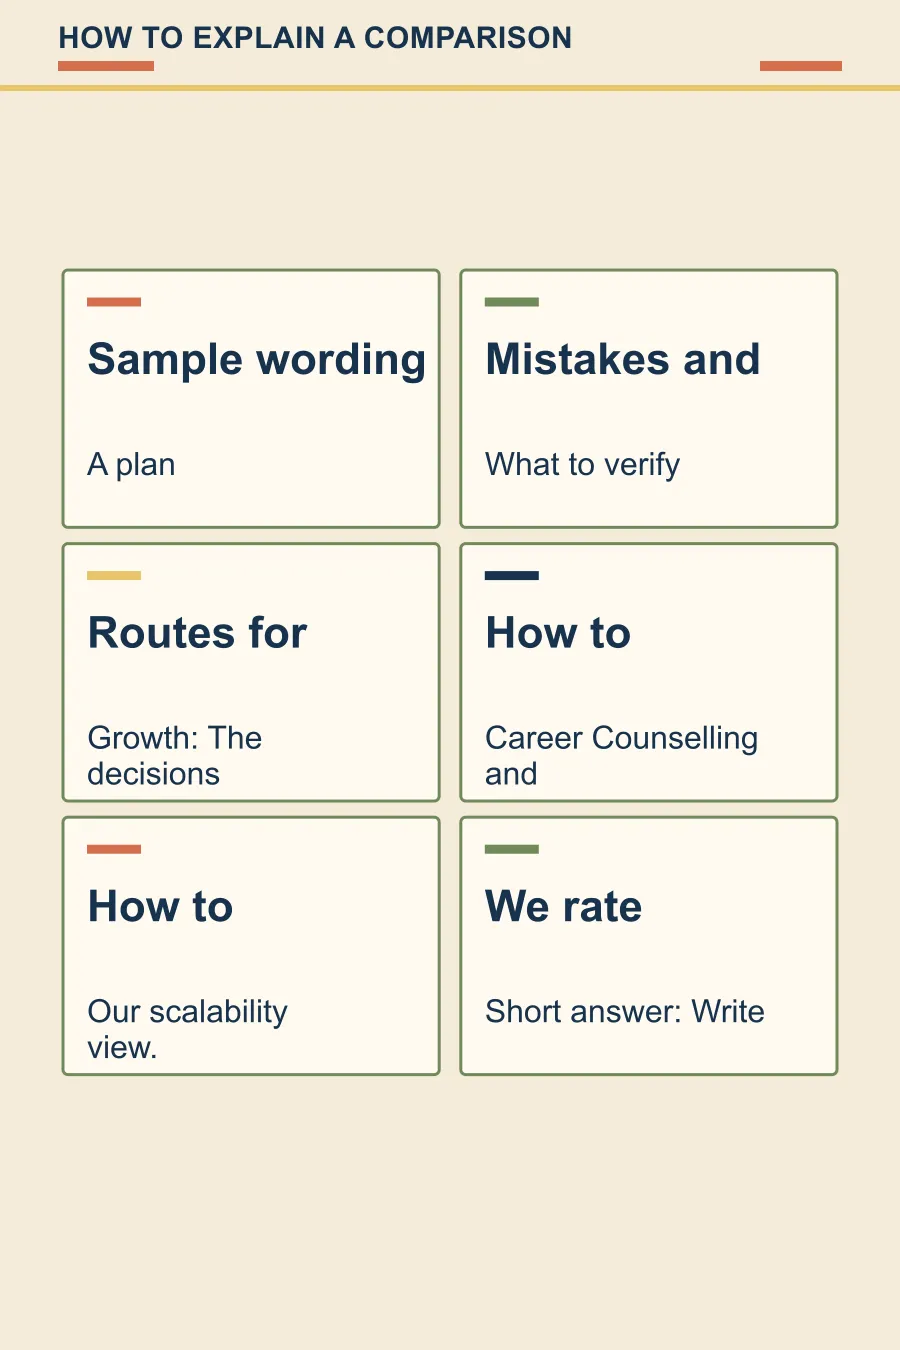 HOW TO EXPLAIN A COMPARISON
Sample wording
A plan
Mistakes and
What to verify
Routes for
Growth: The
decisions
How to
Career Counselling
and
How to
Our scalability
view.
We rate
Short answer: Write